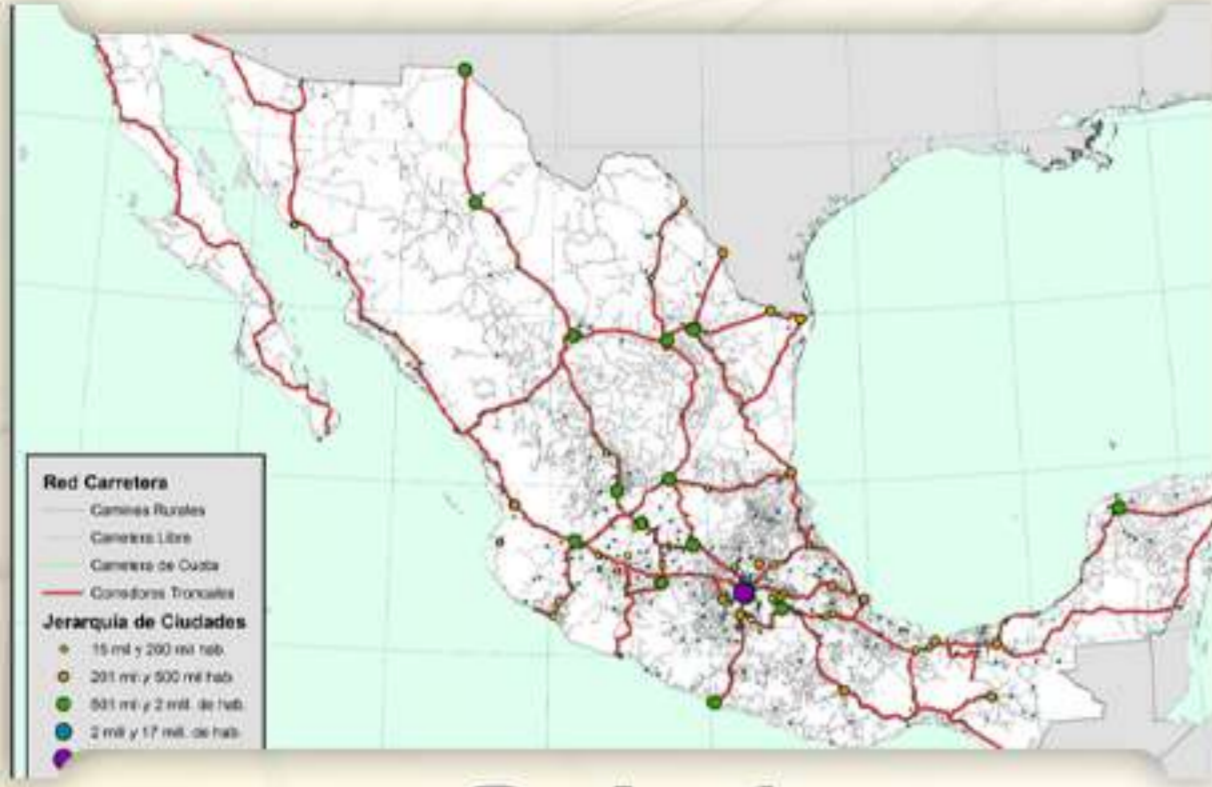 Red Carretera
Caminos Rurales
Carretera Libre
Carretera de Cuota
Corredores Troncales
Jerarquía de Ciudades
15 mil y 200 mil hab.
201 mil y 500 mil hab
501 mil y 2 mill. de hab.
2 mill y 17 mill. de hab.